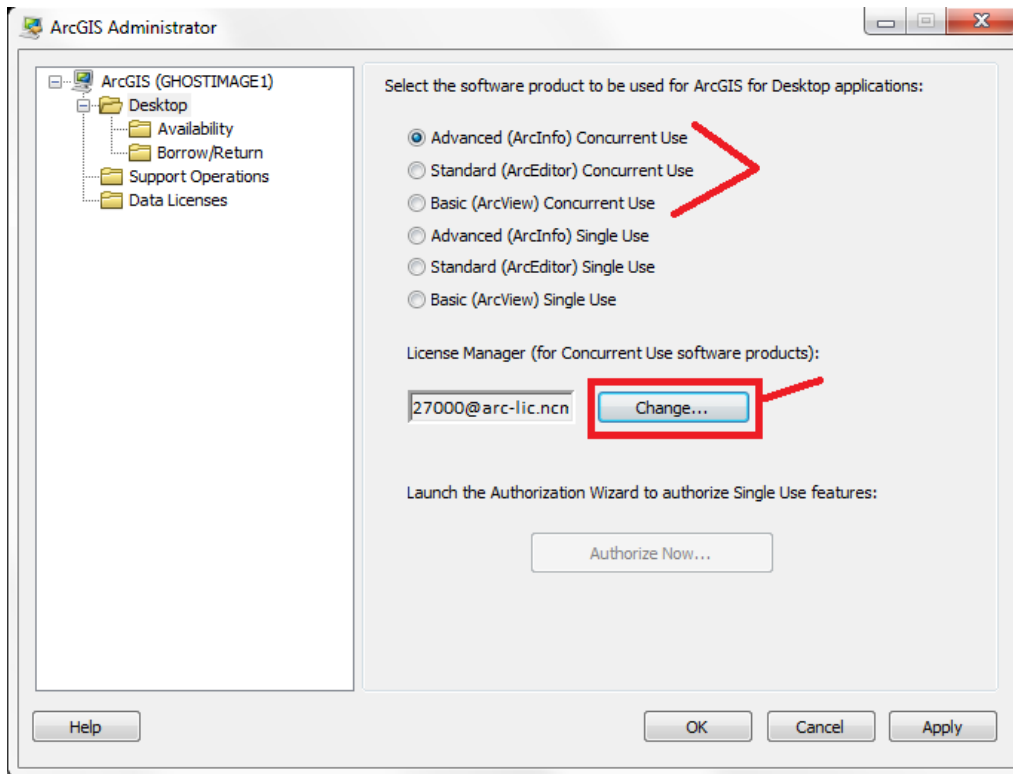 ArcGIS Administrator
ArcGIS (GHOSTIMAGE1)
Desktop
Availability
Borrow/Return
Support Operations
Data Licenses
Select the software product to be used for ArcGIS for Desktop applications:
Advanced (ArcInfo) Concurrent Use
Standard (ArcEditor) Concurrent Use
Basic (ArcView) Concurrent Use
Advanced (ArcInfo) Single Use
Standard (ArcEditor) Single Use
Basic (ArcView) Single Use
License Manager (for Concurrent Use software products):
27000@arc-lic.ncn Change...
Launch the Authorization Wizard to authorize Single Use features:
Authorize Now...
Help OK Cancel Apply